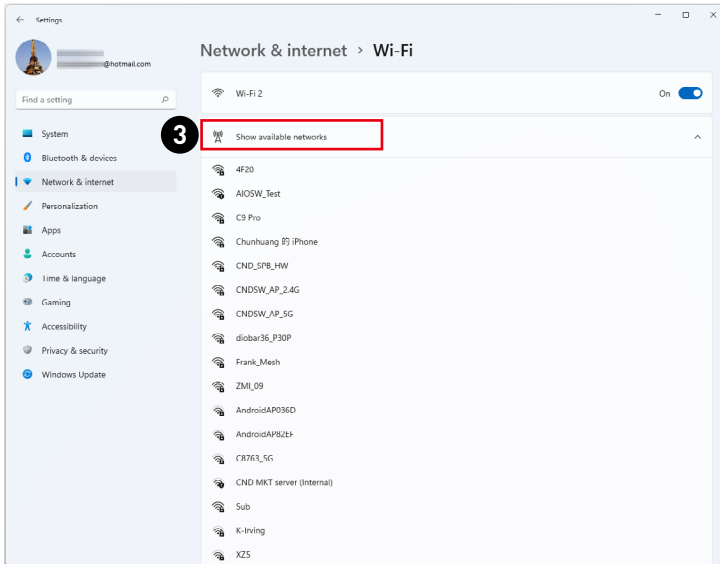 Settings
@hotmail.com
Find a setting
System
Bluetooth & devices
Network & internet
Personalization
Apps
Accounts
Time & language
Gaming
Accessibility
Privacy & security
Windows Update
Network & internet > Wi-Fi
Wi-Fi 2 On
3 Show available networks
4F20
AIOSW_Test
C9 Pro
Chunhuang 的 iPhone
CND_SPB_HW
CNDSW_AP_2.4G
CNDSW_AP_5G
diobar36_P30P
Frank_Mesh
ZMI_09
AndroidAP036D
AndroidAP82EF
C8763_5G
CND MKT server (Internal)
Sub
K-Irving
XZ5